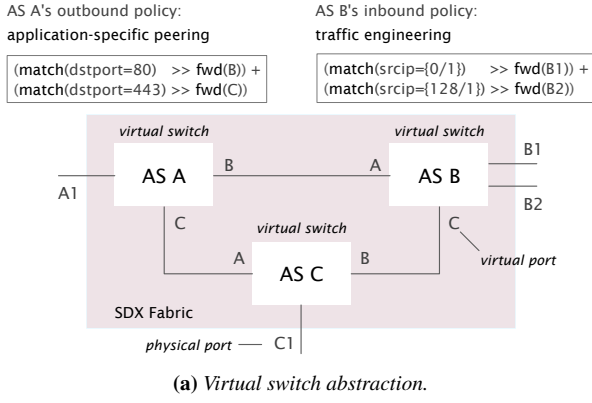 AS A's outbound policy:
application-specific peering
(match(dstport=80) >> fwd(B)) +
(match(dstport=443) >> fwd(C))
AS B's inbound policy:
traffic engineering
(match(srcip={0/1}) >> fwd(B1)) +
(match(srcip={128/1}) >> fwd(B2))
virtual switch
virtual switch
A1
AS A
B
A
AS B
B1
B2
C
virtual switch
C
virtual port
A
AS C
B
SDX Fabric
physical port
C1
(a) Virtual switch abstraction.